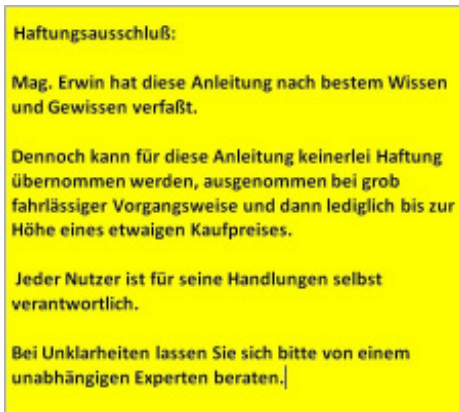 Haftungsausschluß:
Mag. Erwin hat diese Anleitung nach bestem Wissen
und Gewissen verfaßt.
Dennoch kann für diese Anleitung keinerlei Haftung
übernommen werden, ausgenommen bei grob
fahrlässiger Vorgangsweise und dann lediglich bis zur
Höhe eines etwaigen Kaufpreises.
Jeder Nutzer ist für seine Handlungen selbst
verantwortlich.
Bei Unklarheiten lassen Sie sich bitte von einem
unabhängigen Experten beraten.